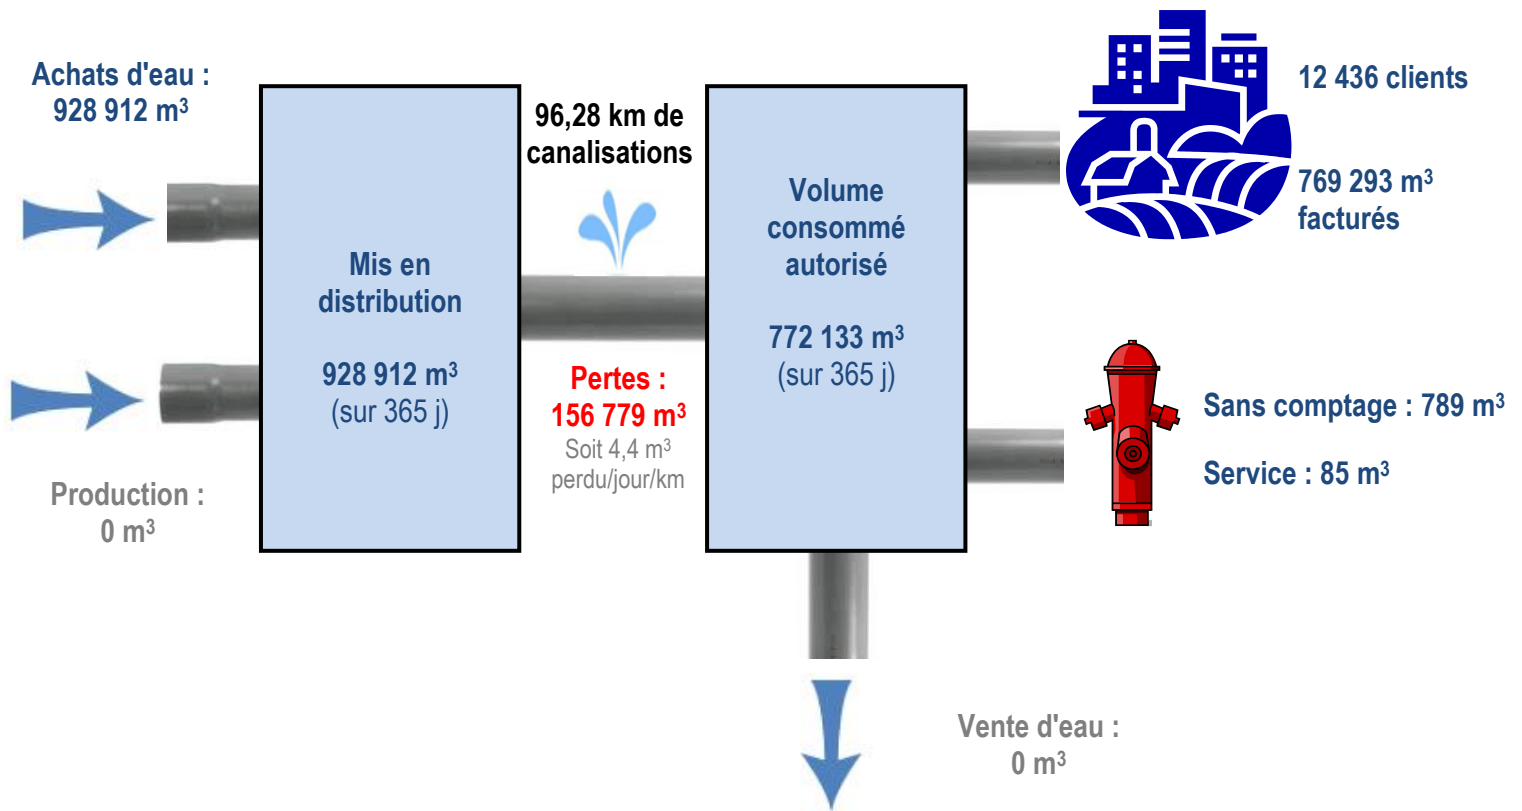 Achats d'eau :
928 912 m³
Mis en
distribution
928 912 m³
(sur 365 j)
Production :
0 m³
96,28 km de
canalisations
Pertes :
156 779 m³
Soit 4,4 m³
perdu/jour/km
Volume
consommé
autorisé
772 133 m³
(sur 365 j)
12 436 clients
769 293 m³
facturés
Sans comptage : 789 m³
Service : 85 m³
Vente d'eau :
0 m³